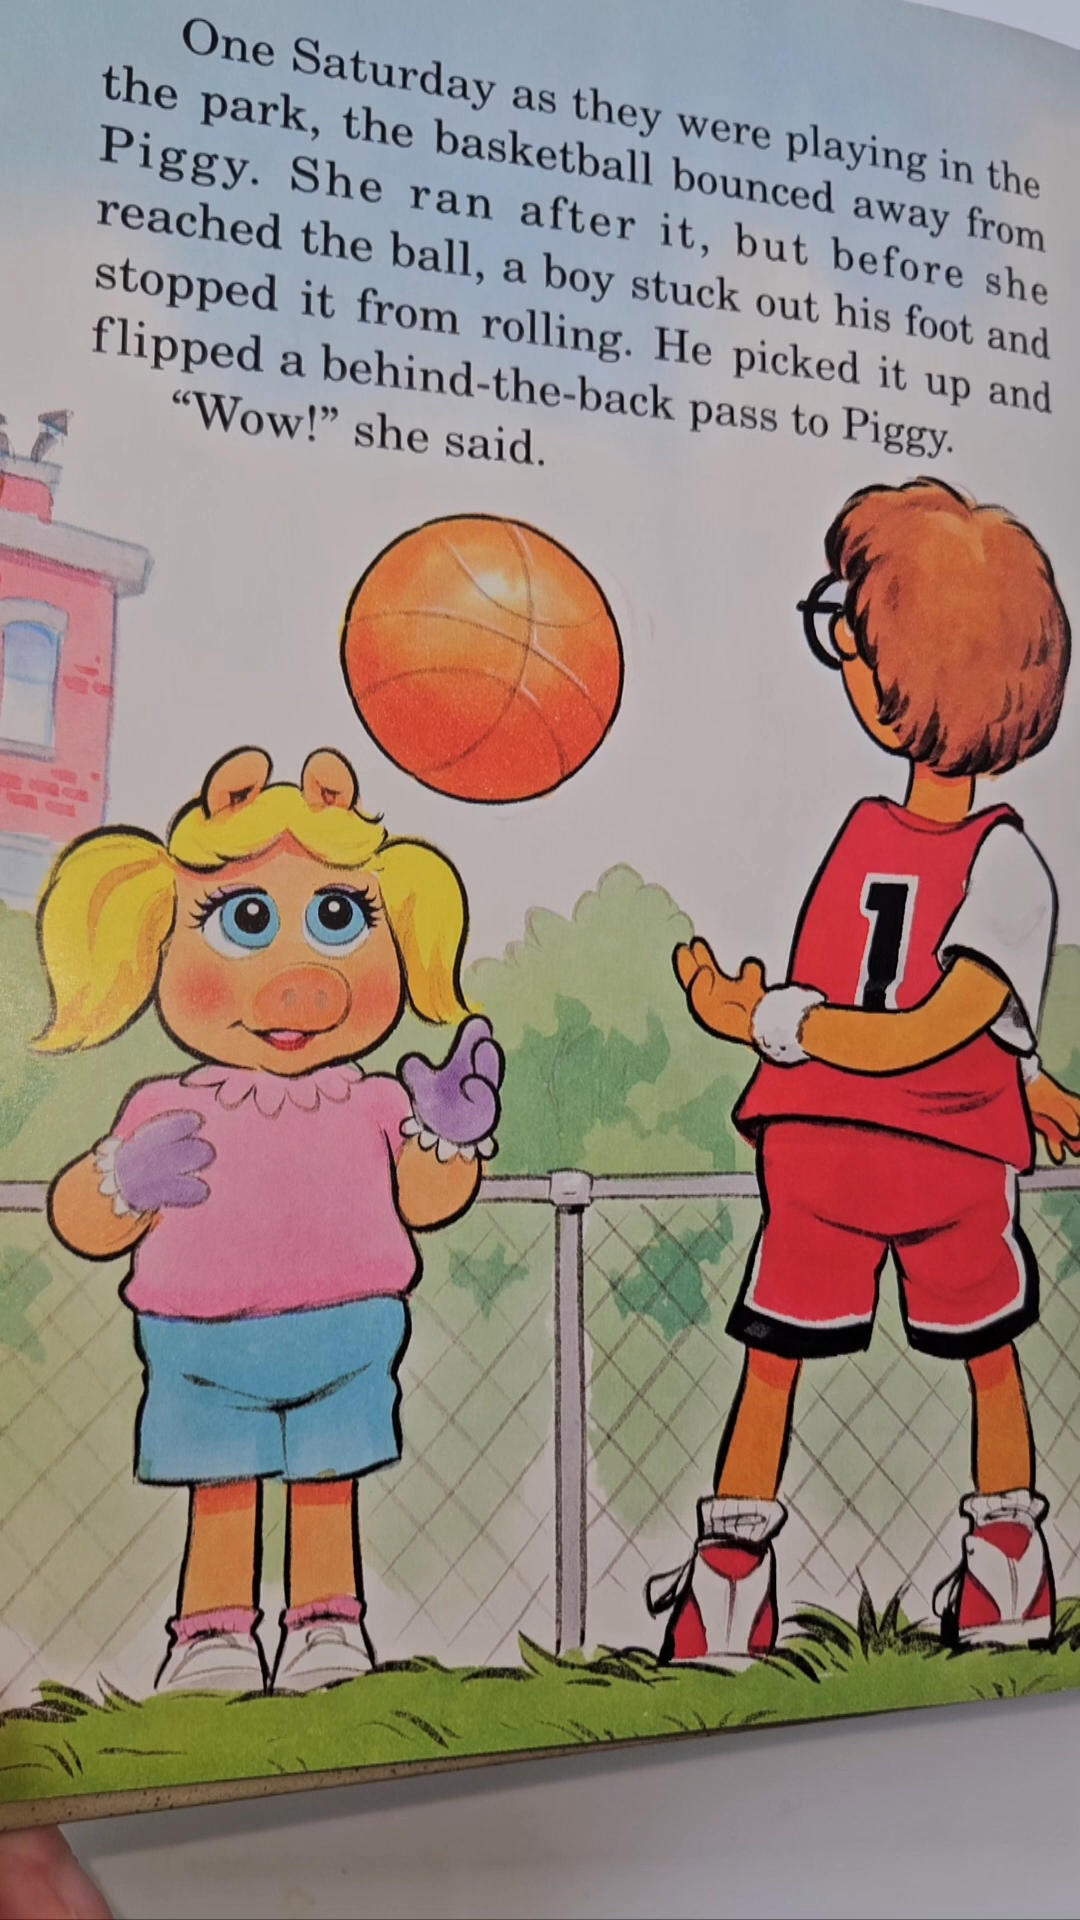 One Saturday as they were playing in the
the park, the basketball bounced away from
Piggy. She ran after it, but before she
reached the ball, a boy stuck out his foot and
stopped it from rolling. He picked it up and
flipped a behind-the-back pass to Piggy.
“Wow!” she said.
1